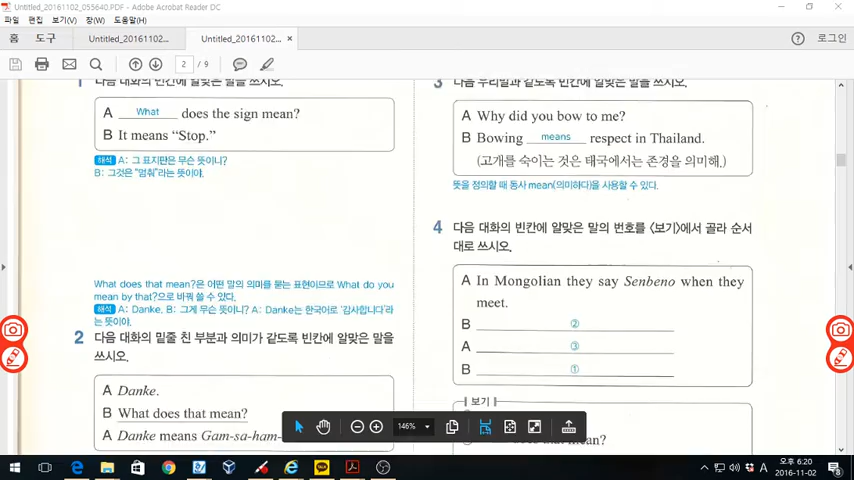 Untitled_20161102_055640.PDF - Adobe Acrobat Reader DC
파일 편집 보기(V) 창(W) 도움말(H)
홈 도구 Untitled_20161102... Untitled_20161102... × ? 로그인
2 / 9
1 다음 대화의 빈칸에 알맞은 말을 쓰시오.
A What does the sign mean?
B It means “Stop.”
해석 A: 그 표지판은 무슨 뜻이니?
B: 그것은 “멈춰”라는 뜻이야.
What does that mean?은 어떤 말의 의미를 묻는 표현이므로 What do you
mean by that?으로 바꿔 쓸 수 있다.
해석 A: Danke. B: 그게 무슨 뜻이니? A: Danke는 한국어로 ‘감사합니다’라
는 뜻이야.
2 다음 대화의 밑줄 친 부분과 의미가 같도록 빈칸에 알맞은 말을
쓰시오.
A Danke.
B What does that mean?
A Danke means Gam-sa-ham-
3 다음 우리말과 같도록 빈칸에 알맞은 말을 쓰시오.
A Why did you bow to me?
B Bowing means respect in Thailand.
(고개를 숙이는 것은 태국에서는 존경을 의미해.)
뜻을 정의할 때 동사 mean(의미하다)을 사용할 수 있다.
4 다음 대화의 빈칸에 알맞은 말의 번호를 〈보기〉에서 골라 순서
대로 쓰시오.
A In Mongolian they say Senbeno when they
meet.
B ②
A ③
B ①
보기
does that mean?
146%
A 오후 6:20
2016-11-02